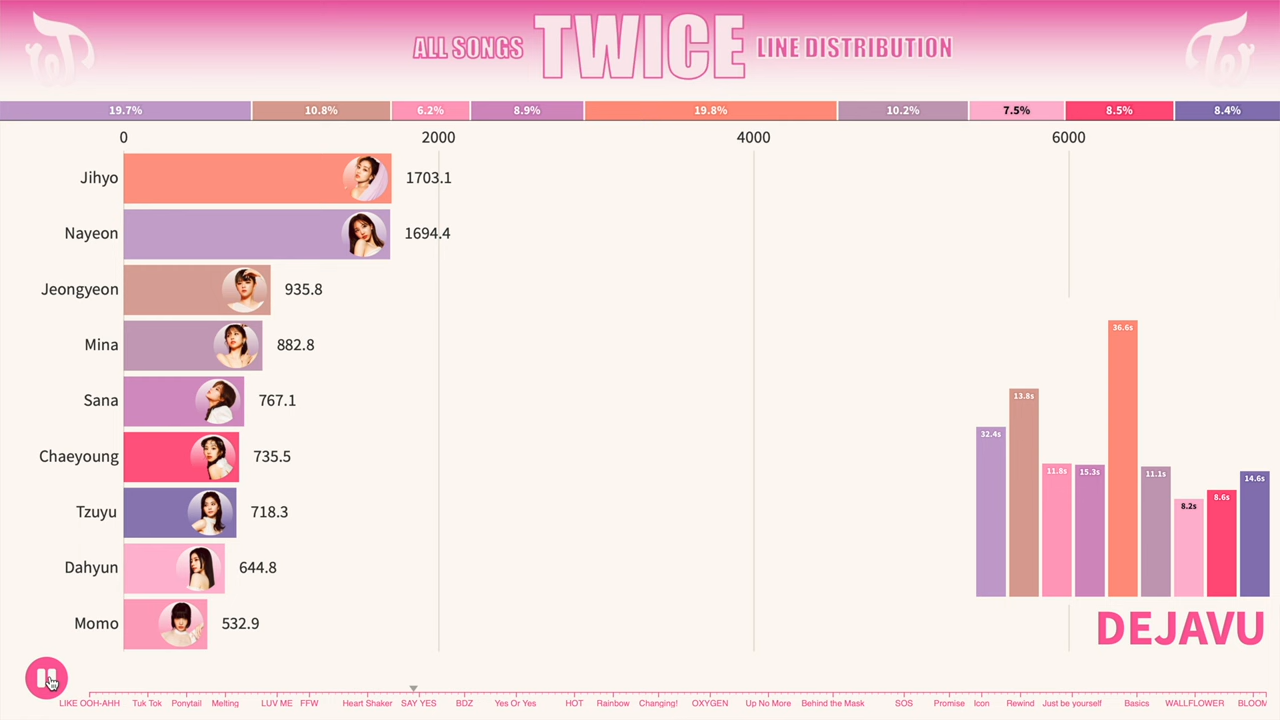 ALL SONGS TWICE LINE DISTRIBUTION
19.7% 10.8% 6.2% 8.9% 19.8% 10.2% 7.5% 8.5% 8.4%
0 2000 4000 6000
Jihyo 1703.1
Nayeon 1694.4
Jeongyeon 935.8
Mina 882.8
Sana 767.1
Chaeyoung 735.5
Tzuyu 718.3
Dahyun 644.8
Momo 532.9
32.4s 13.8s 11.8s 15.3s 36.6s 11.1s 8.2s 8.6s 14.6s
DEJAVU
LIKE OOH-AHH Tuk Tok Ponytail Melting LUV ME FFW Heart Shaker SAY YES BDZ Yes Or Yes HOT Rainbow Changing! OXYGEN Up No More Behind the Mask SOS Promise Icon Rewind Just be yourself Basics WALLFLOWER BLOOM